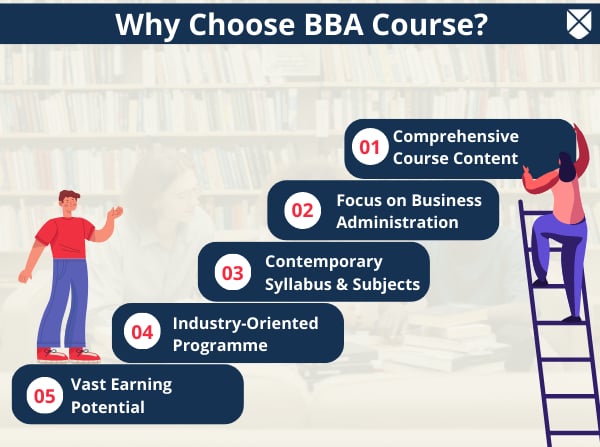 Why Choose BBA Course?
01
Comprehensive
Course Content
02
Focus on Business
Administration
03
Contemporary
Syllabus & Subjects
04
Industry-Oriented
Programme
05
Vast Earning
Potential